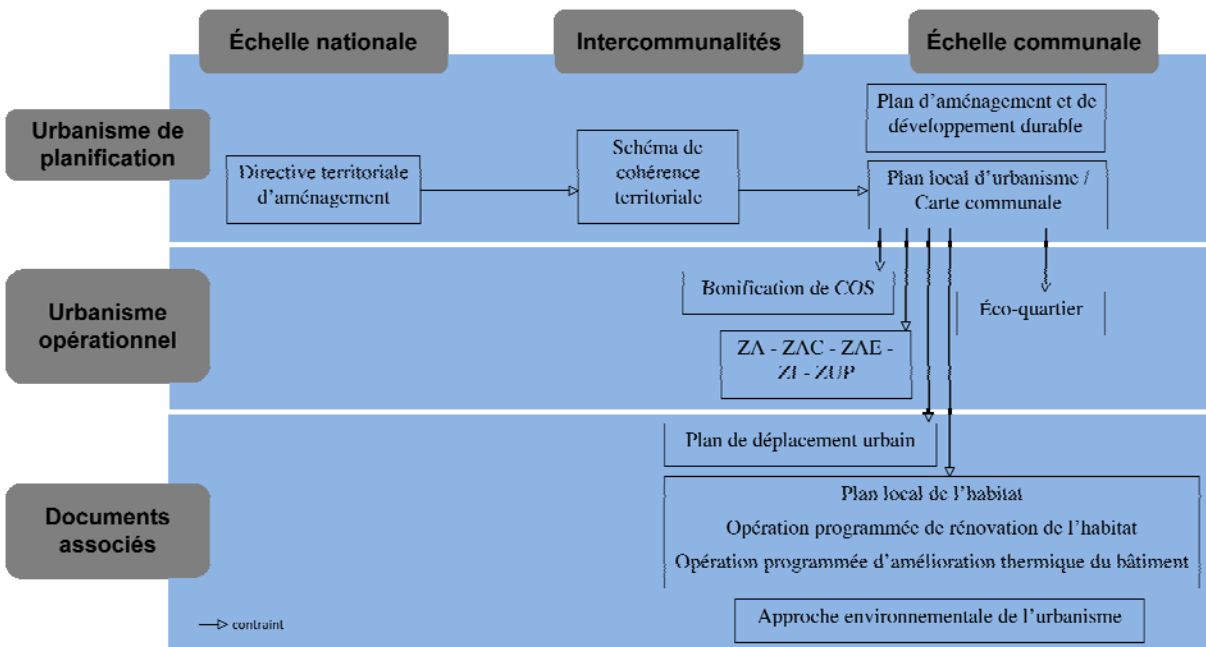 Échelle nationale
Intercommunalités
Échelle communale
Urbanisme de
planification
Directive territoriale
d'aménagement
Schéma de
cohérence
territoriale
Plan d'aménagement et de
développement durable
Plan local d'urbanisme /
Carte communale
Urbanisme
opérationnel
Bonification de COS
Éco-quartier
ZA - ZAC - ZAE -
ZI - ZUP
Documents
associés
Plan de déplacement urbain
Plan local de l'habitat
Opération programmée de rénovation de l'habitat
Opération programmée d'amélioration thermique du bâtiment
Approche environnementale de l'urbanisme
contraint